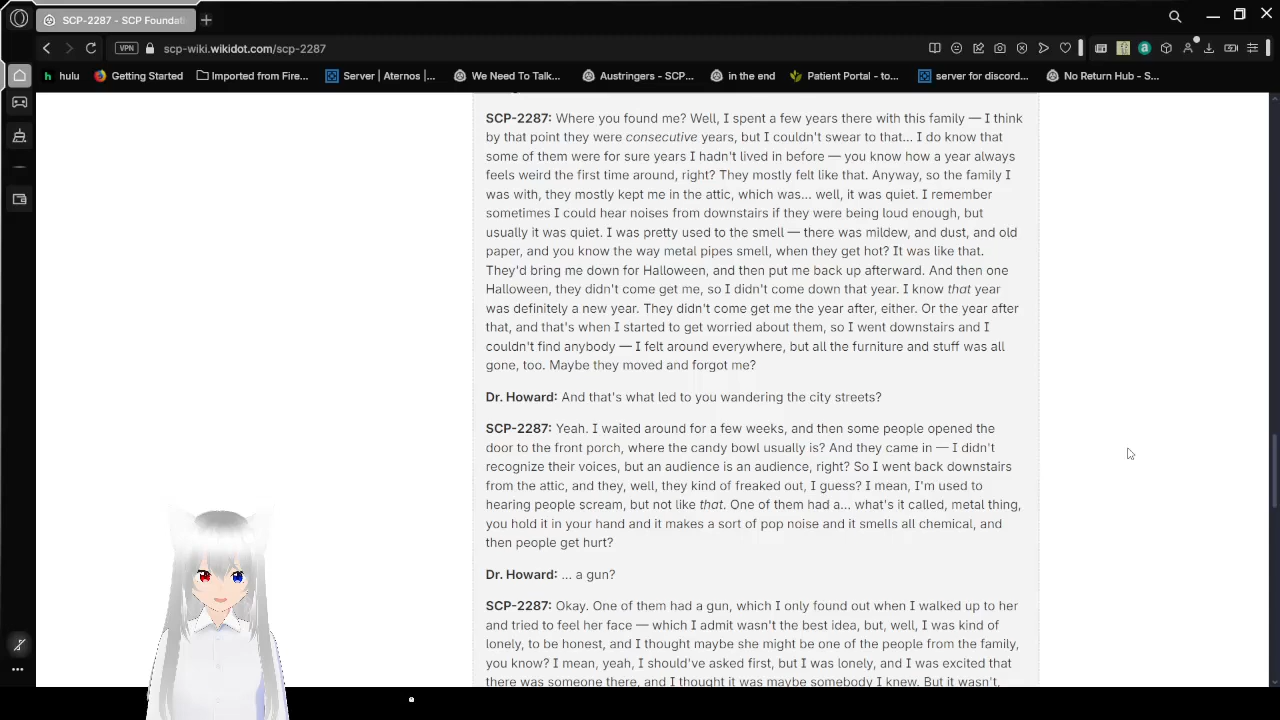 SCP-2287 - SCP Foundati
VPN
scp-wiki.wikidot.com/scp-2287
hulu
Getting Started
Imported from Fire...
Server | Aternos |...
We Need To Talk...
Austringers - SCP...
in the end
Patient Portal - to...
server for discord...
No Return Hub - S...
SCP-2287: Where you found me? Well, I spent a few years there with this family — I think
by that point they were consecutive years, but I couldn't swear to that... I do know that
some of them were for sure years I hadn't lived in before — you know how a year always
feels weird the first time around, right? They mostly felt like that. Anyway, so the family I
was with, they mostly kept me in the attic, which was... well, it was quiet. I remember
sometimes I could hear noises from downstairs if they were being loud enough, but
usually it was quiet. I was pretty used to the smell — there was mildew, and dust, and old
paper, and you know the way metal pipes smell, when they get hot? It was like that.
They'd bring me down for Halloween, and then put me back up afterward. And then one
Halloween, they didn't come get me, so I didn't come down that year. I know that year
was definitely a new year. They didn't come get me the year after, either. Or the year after
that, and that's when I started to get worried about them, so I went downstairs and I
couldn't find anybody — I felt around everywhere, but all the furniture and stuff was all
gone, too. Maybe they moved and forgot me?
Dr. Howard: And that's what led to you wandering the city streets?
SCP-2287: Yeah. I waited around for a few weeks, and then some people opened the
door to the front porch, where the candy bowl usually is? And they came in — I didn't
recognize their voices, but an audience is an audience, right? So I went back downstairs
from the attic, and they, well, they kind of freaked out, I guess? I mean, I'm used to
hearing people scream, but not like that. One of them had a... what's it called, metal thing,
you hold it in your hand and it makes a sort of pop noise and it smells all chemical, and
then people get hurt?
Dr. Howard: ... a gun?
SCP-2287: Okay. One of them had a gun, which I only found out when I walked up to her
and tried to feel her face — which I admit wasn't the best idea, but, well, I was kind of
lonely, to be honest, and I thought maybe she might be one of the people from the family,
you know? I mean, yeah, I should've asked first, but I was lonely, and I was excited that
there was someone there, and I thought it was maybe somebody I knew. But it wasn't,